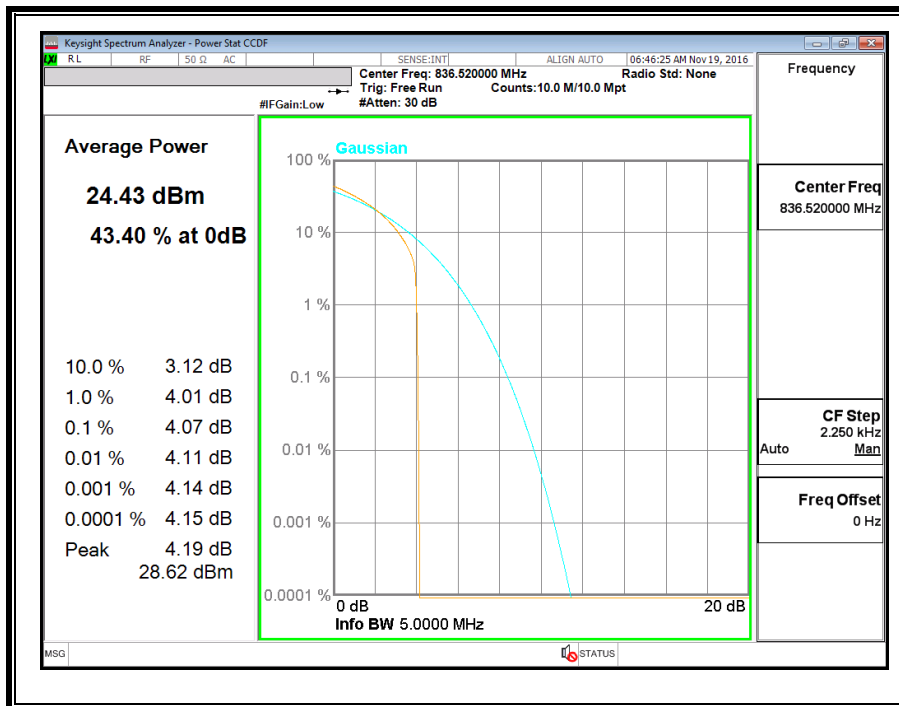 Keysight Spectrum Analyzer - Power Stat CCDF
LXI RL RF 50 Ω AC SENSE:INT ALIGN AUTO 06:46:25 AM Nov 19, 2016
Center Freq: 836.520000 MHz Radio Std: None
Trig: Free Run Counts:10.0 M/10.0 Mpt
#IFGain:Low #Atten: 30 dB
Frequency
Average Power
24.43 dBm
43.40 % at 0dB
10.0 % 3.12 dB
1.0 % 4.01 dB
0.1 % 4.07 dB
0.01 % 4.11 dB
0.001 % 4.14 dB
0.0001 % 4.15 dB
Peak 4.19 dB
28.62 dBm
Gaussian
100 %
10 %
1 %
0.1 %
0.01 %
0.001 %
0.0001 %
0 dB 20 dB
Info BW 5.0000 MHz
Center Freq
836.520000 MHz
CF Step
2.250 kHz
Auto Man
Freq Offset
0 Hz
MSG STATUS